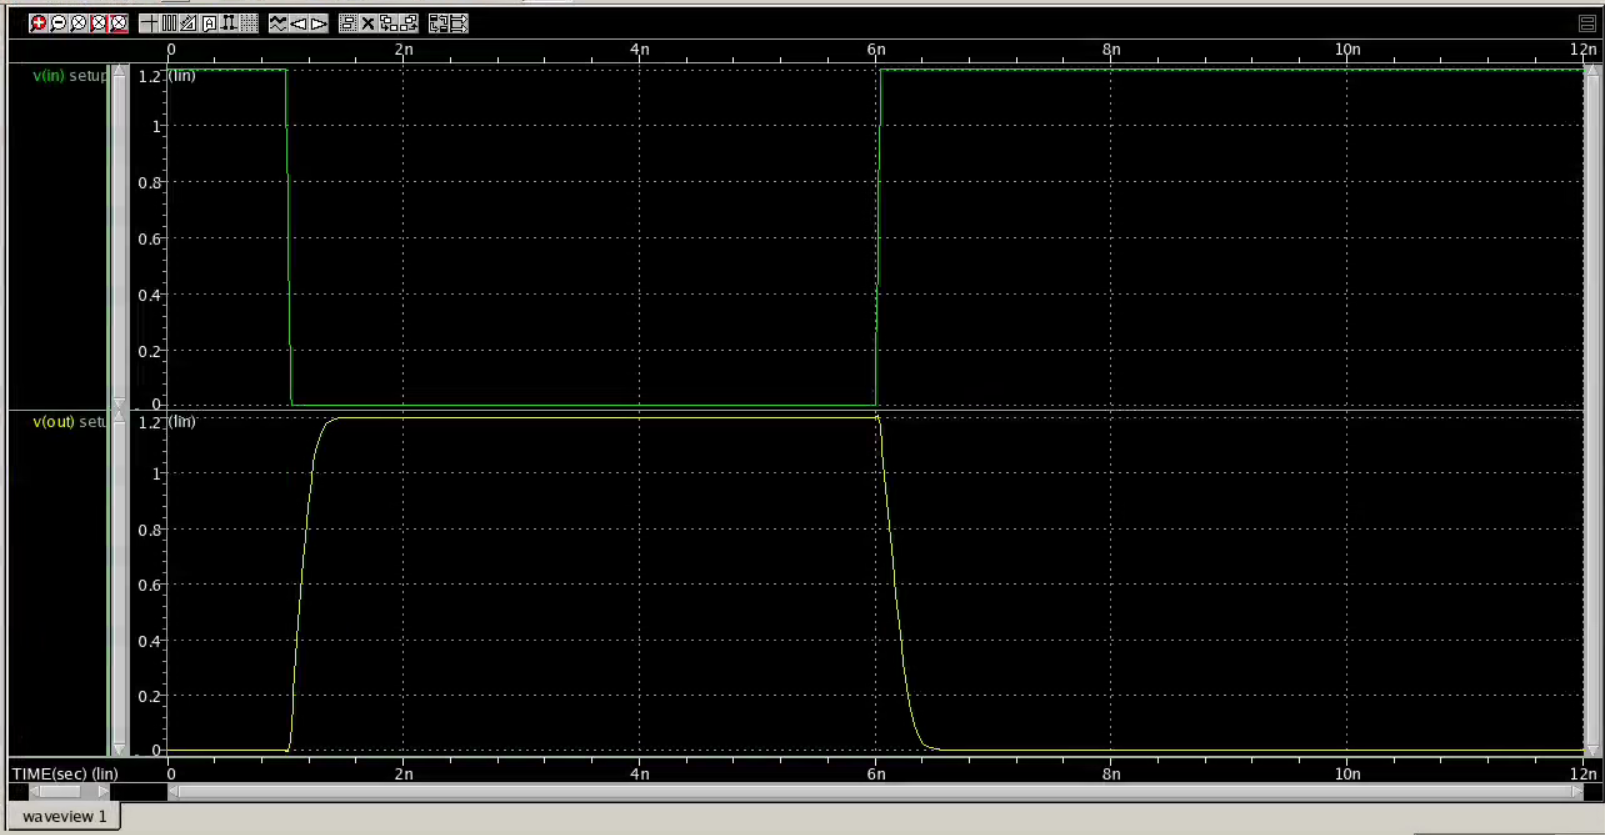 0 2n 4n 6n 8n 10n 12n
v(in) setup
1.2 (lin)
1
0.8
0.6
0.4
0.2
0
v(out) setu
1.2 (lin)
1
0.8
0.6
0.4
0.2
0
TIME(sec) (lin) 0 2n 4n 6n 8n 10n 12n
waveview 1